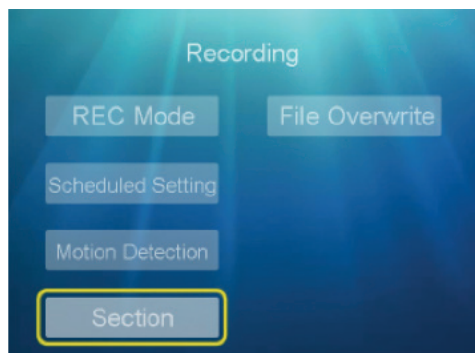 Recording
REC Mode
File Overwrite
Scheduled Setting
Motion Detection
Section